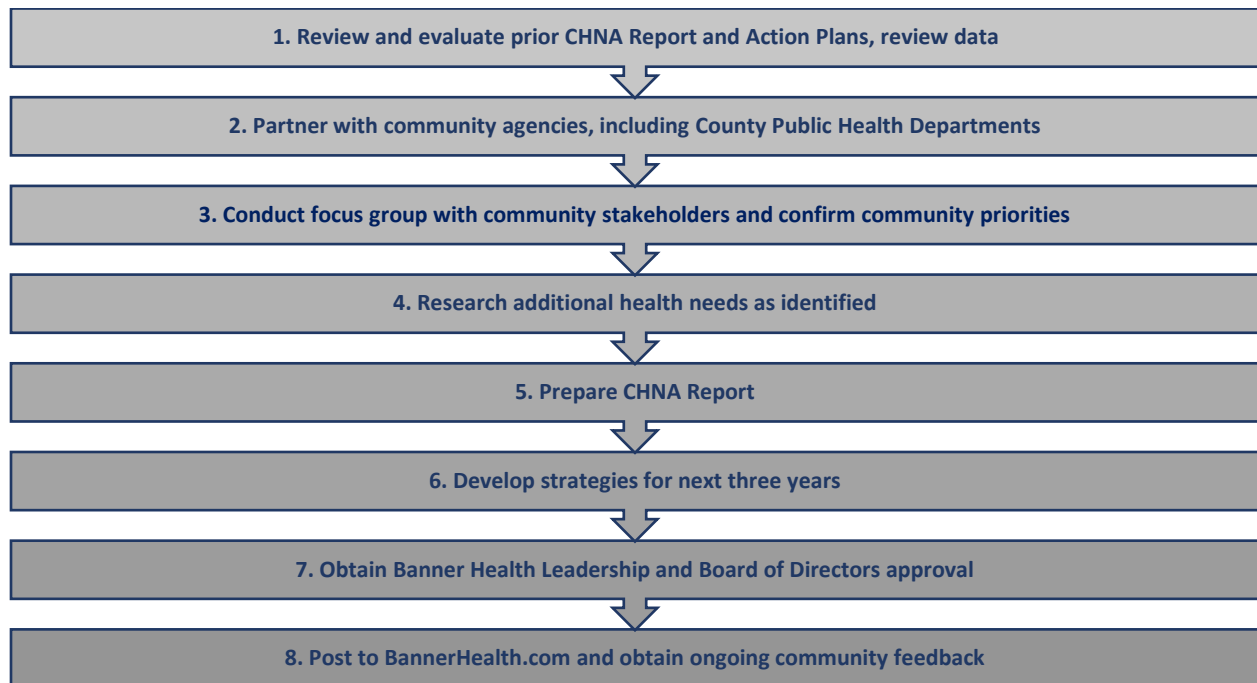 1. Review and evaluate prior CHNA Report and Action Plans, review data
2. Partner with community agencies, including County Public Health Departments
3. Conduct focus group with community stakeholders and confirm community priorities
4. Research additional health needs as identified
5. Prepare CHNA Report
6. Develop strategies for next three years
7. Obtain Banner Health Leadership and Board of Directors approval
8. Post to BannerHealth.com and obtain ongoing community feedback